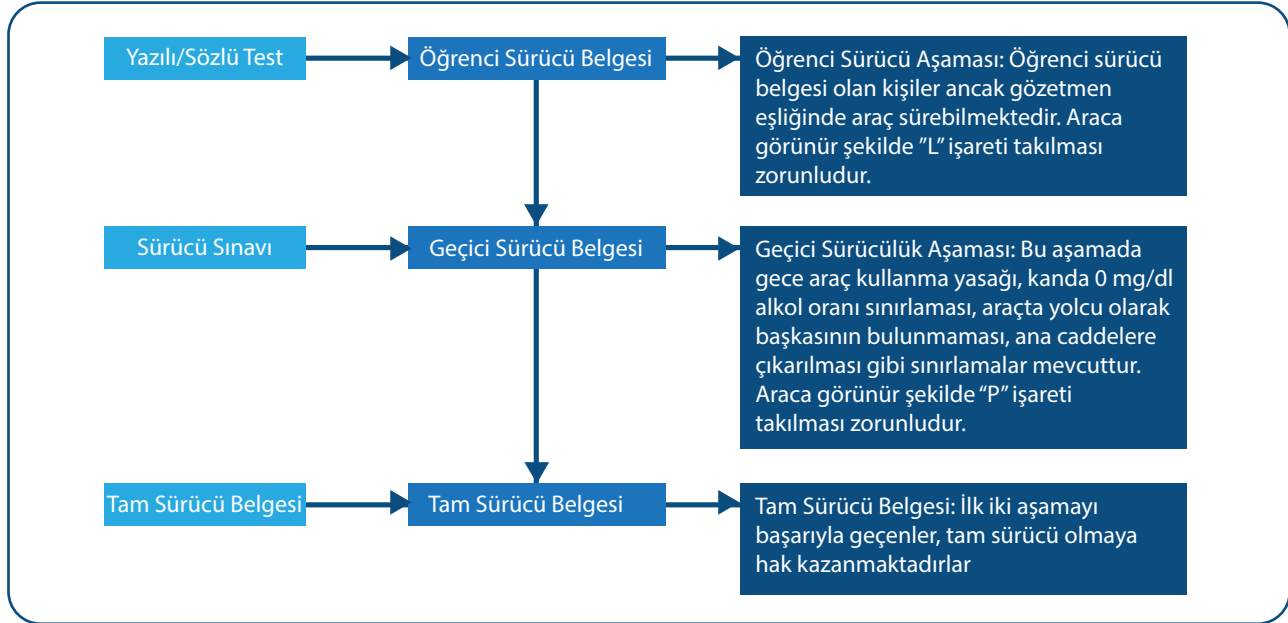 Yazılı/Sözlü Test
Öğrenci Sürücü Belgesi
Öğrenci Sürücü Aşaması: Öğrenci sürücü
belgesi olan kişiler ancak gözetmen
eşliğinde araç sürebilmektedir. Araca
görünür şekilde ”L” işareti takılması
zorunludur.
Sürücü Sınavı
Geçici Sürücü Belgesi
Geçici Sürücülük Aşaması: Bu aşamada
gece araç kullanma yasağı, kanda 0 mg/dl
alkol oranı sınırlaması, araçta yolcu olarak
başkasının bulunmaması, ana caddelere
çıkarılması gibi sınırlamalar mevcuttur.
Araca görünür şekilde “P” işareti
takılması zorunludur.
Tam Sürücü Belgesi
Tam Sürücü Belgesi
Tam Sürücü Belgesi: İlk iki aşamayı
başarıyla geçenler, tam sürücü olmaya
hak kazanmaktadırlar